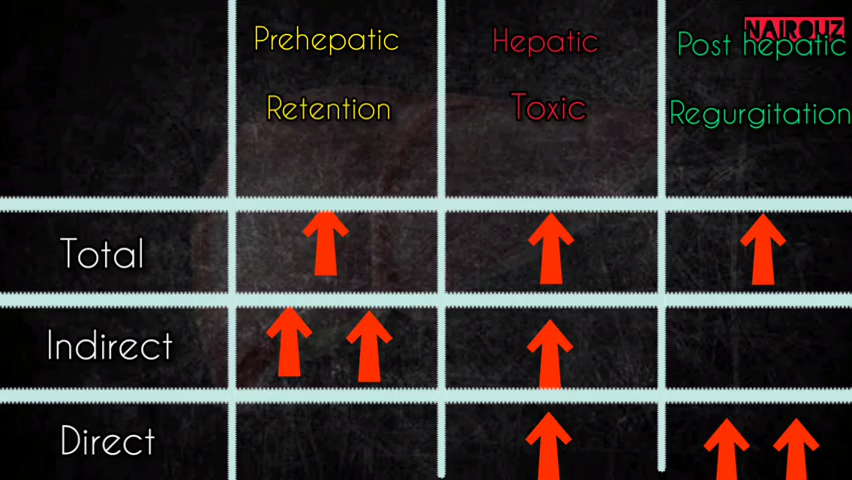 NAIROUZ
Prehepatic
Hepatic
Post hepatic
Retention
Toxic
Regurgitation
Total
Indirect
Direct